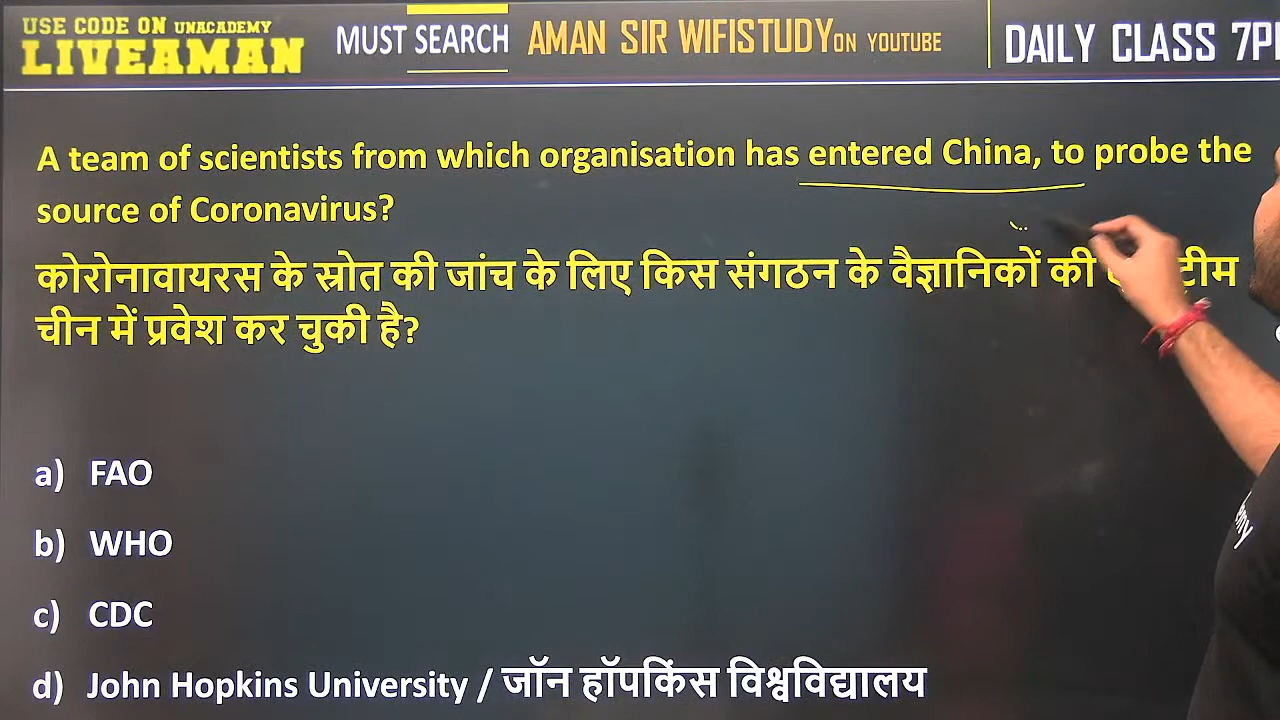 USE CODE ON UNACADEMY
LIVEAMAN
MUST SEARCH AMAN SIR WIFISTUDY ON YOUTUBE
DAILY CLASS
A team of scientists from which organisation has entered China, to probe the
source of Coronavirus?
कोरोनावायरस के स्रोत की जांच के लिए किस संगठन के वैज्ञानिकों की टीम
चीन में प्रवेश कर चुकी है?
a) FAO
b) WHO
c) CDC
d) John Hopkins University / जॉन हॉपकिंस विश्वविद्यालय